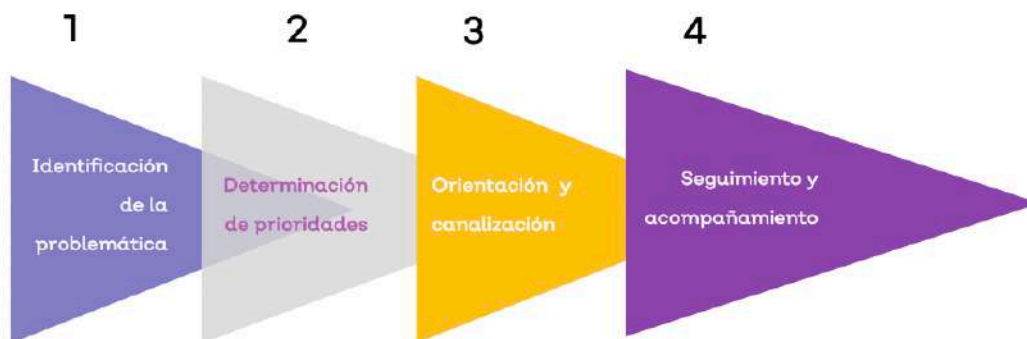 1
2
3
4
Identificación
de la
problemática
Determinación
de prioridades
Orientación y
canalización
Seguimiento y
acompañamiento